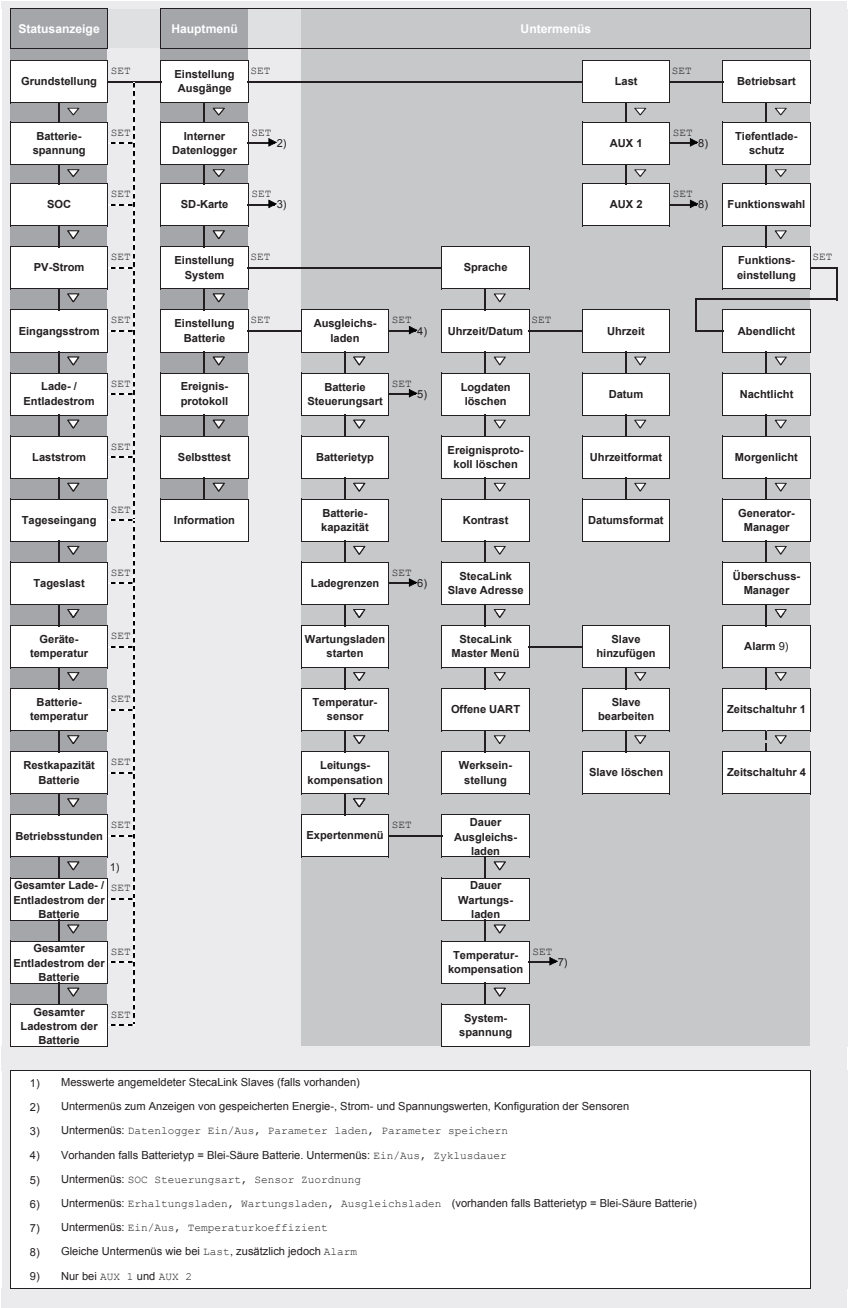 Statusanzeige Hauptmenü Untermenüs
Grundstellung SET Einstellung SET Last SET Betriebsart
Ausgänge
Batterie- SET Interner SET 2) AUX 1 SET 8) Tiefentlade-
spannung Datenlogger schutz
SOC SET SD-Karte SET 3) AUX 2 SET 8) Funktionswahl
PV-Strom SET Einstellung SET Sprache Funktions- SET
System einstellung
Eingangsstrom SET Einstellung SET Ausgleichs- SET 4) Uhrzeit/Datum SET Uhrzeit Abendlicht
Batterie laden
Lade- / SET Ereignis- Batterie SET 5) Logdaten Datum Nachtlicht
Entladestrom protokoll Steuerungsart löschen
Laststrom SET Selbsttest Batterietyp Ereignisproto- Uhrzeitformat Morgenlicht
koll löschen
Tageseingang SET Information Batterie- Kontrast Datumsformat Generator-
kapazität Manager
Tageslast SET Ladegrenzen SET 6) StecaLink Überschuss-
Slave Adresse Manager
Geräte- SET Wartungsladen StecaLink Slave Alarm 9)
temperatur starten Master Menü hinzufügen
Batterie- SET Temperatur- Offene UART Slave Zeitschaltuhr 1
temperatur sensor bearbeiten
Restkapazität SET Leitungs- Werksein- Slave löschen Zeitschaltuhr 4
Batterie kompensation stellung
Betriebsstunden SET Expertenmenü SET Dauer
Ausgleichs-
laden
1)
Gesamter Lade- / SET Dauer
Entladestrom der Wartungs-
Batterie laden
Gesamter SET Temperatur- SET 7)
Entladestrom der kompensation
Batterie
Gesamter SET System-
Ladestrom der spannung
Batterie
1) Messwerte angemeldeter StecaLink Slaves (falls vorhanden)
2) Untermenüs zum Anzeigen von gespeicherten Energie-, Strom- und Spannungswerten, Konfiguration der Sensoren
3) Untermenüs: Datenlogger Ein/Aus, Parameter laden, Parameter speichern
4) Vorhanden falls Batterietyp = Blei-Säure Batterie. Untermenüs: Ein/Aus, Zyklusdauer
5) Untermenüs: SOC Steuerungsart, Sensor Zuordnung
6) Untermenüs: Erhaltungsladen, Wartungsladen, Ausgleichsladen (vorhanden falls Batterietyp = Blei-Säure Batterie)
7) Untermenüs: Ein/Aus, Temperaturkoeffizient
8) Gleiche Untermenüs wie bei Last, zusätzlich jedoch Alarm
9) Nur bei AUX 1 und AUX 2